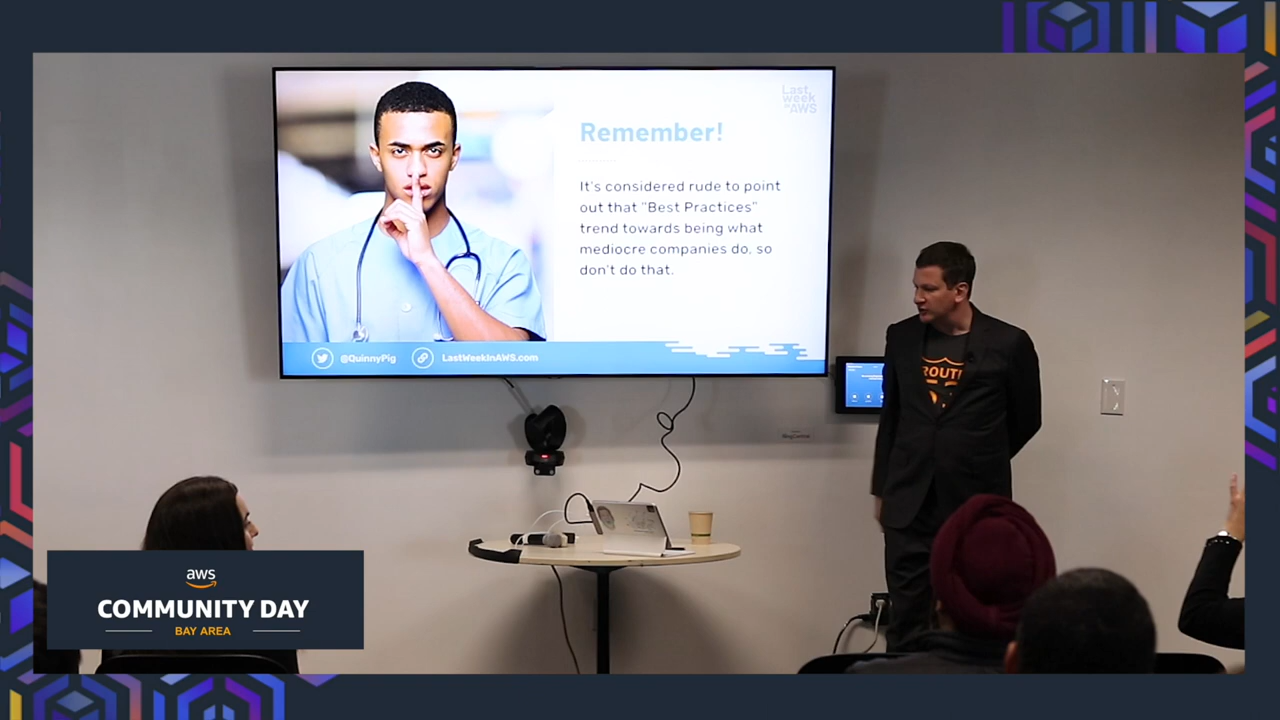 Last
week
in AWS
Remember!
It's considered rude to point
out that "Best Practices"
trend towards being what
mediocre companies do, so
don't do that.
@QuinnyPig
LastWeekInAWS.com
ROUTE
aws
COMMUNITY DAY
BAY AREA